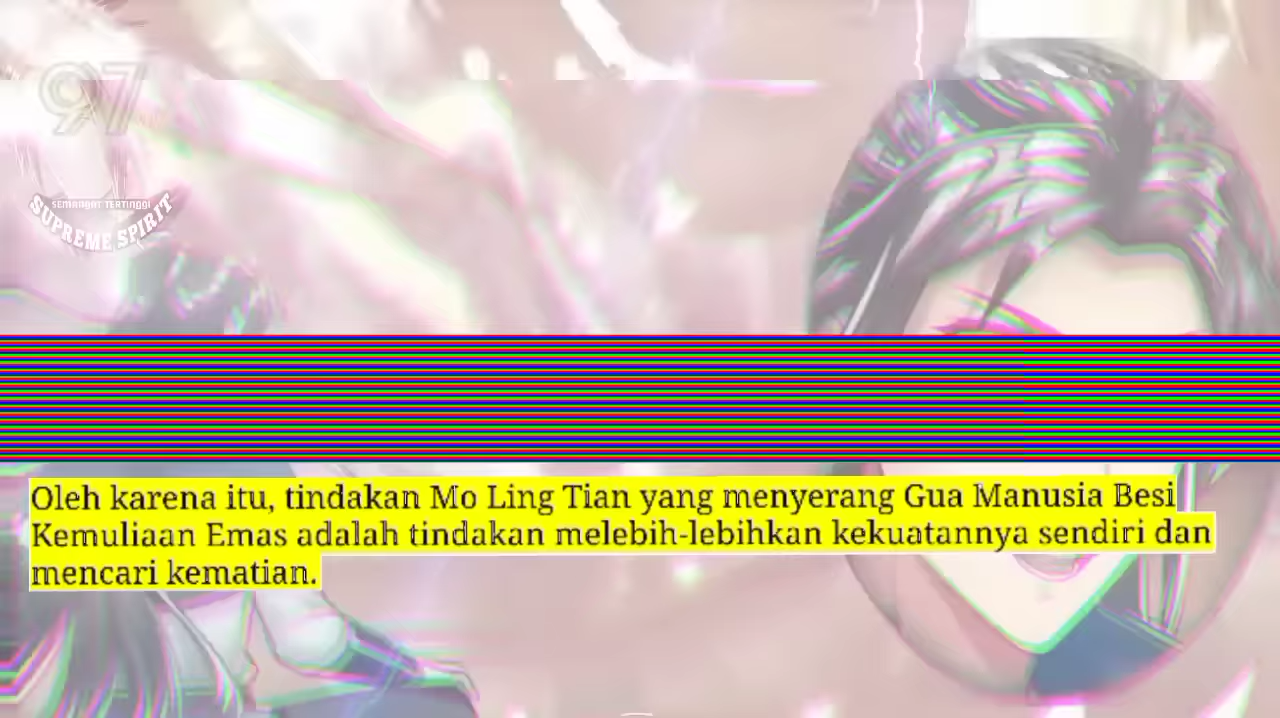 97
SEMANGAT TERTINGGI
SUPREME SPIRIT
Oleh karena itu, tindakan Mo Ling Tian yang menyerang Gua Manusia Besi
Kemuliaan Emas adalah tindakan melebih-lebihkan kekuatannya sendiri dan
mencari kematian.